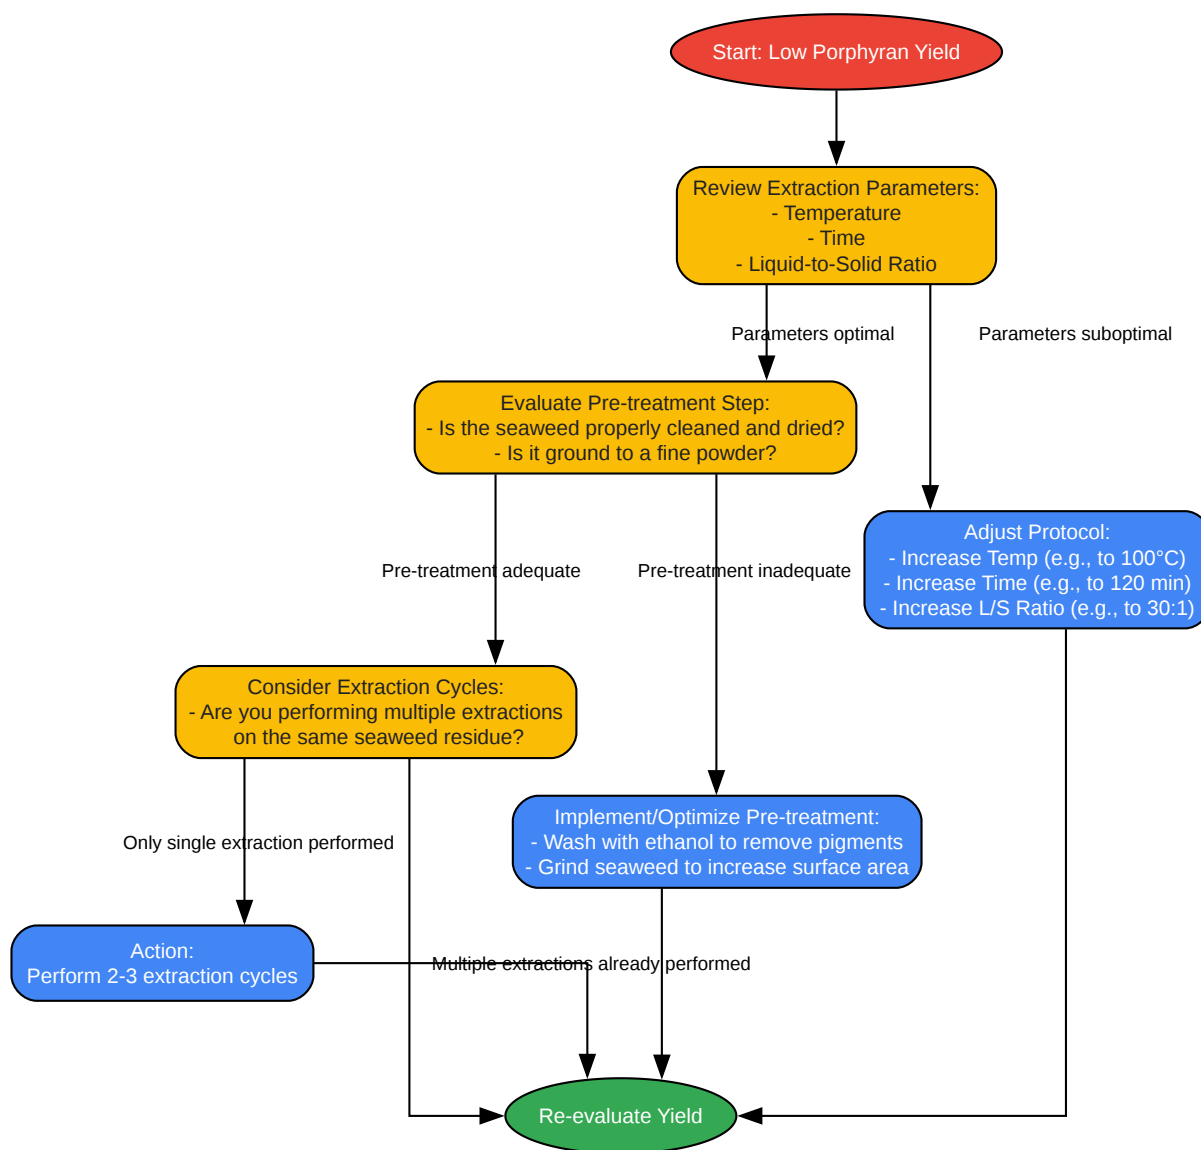 Start: Low Porphyran Yield
Review Extraction Parameters:
- Temperature
- Time
- Liquid-to-Solid Ratio
Parameters optimal
Parameters suboptimal
Evaluate Pre-treatment Step:
- Is the seaweed properly cleaned and dried?
- Is it ground to a fine powder?
Adjust Protocol:
- Increase Temp (e.g., to 100°C)
- Increase Time (e.g., to 120 min)
- Increase L/S Ratio (e.g., to 30:1)
Pre-treatment adequate
Pre-treatment inadequate
Consider Extraction Cycles:
- Are you performing multiple extractions
on the same seaweed residue?
Implement/Optimize Pre-treatment:
- Wash with ethanol to remove pigments
- Grind seaweed to increase surface area
Only single extraction performed
Action:
Perform 2-3 extraction cycles
Multiple extractions already performed
Re-evaluate Yield